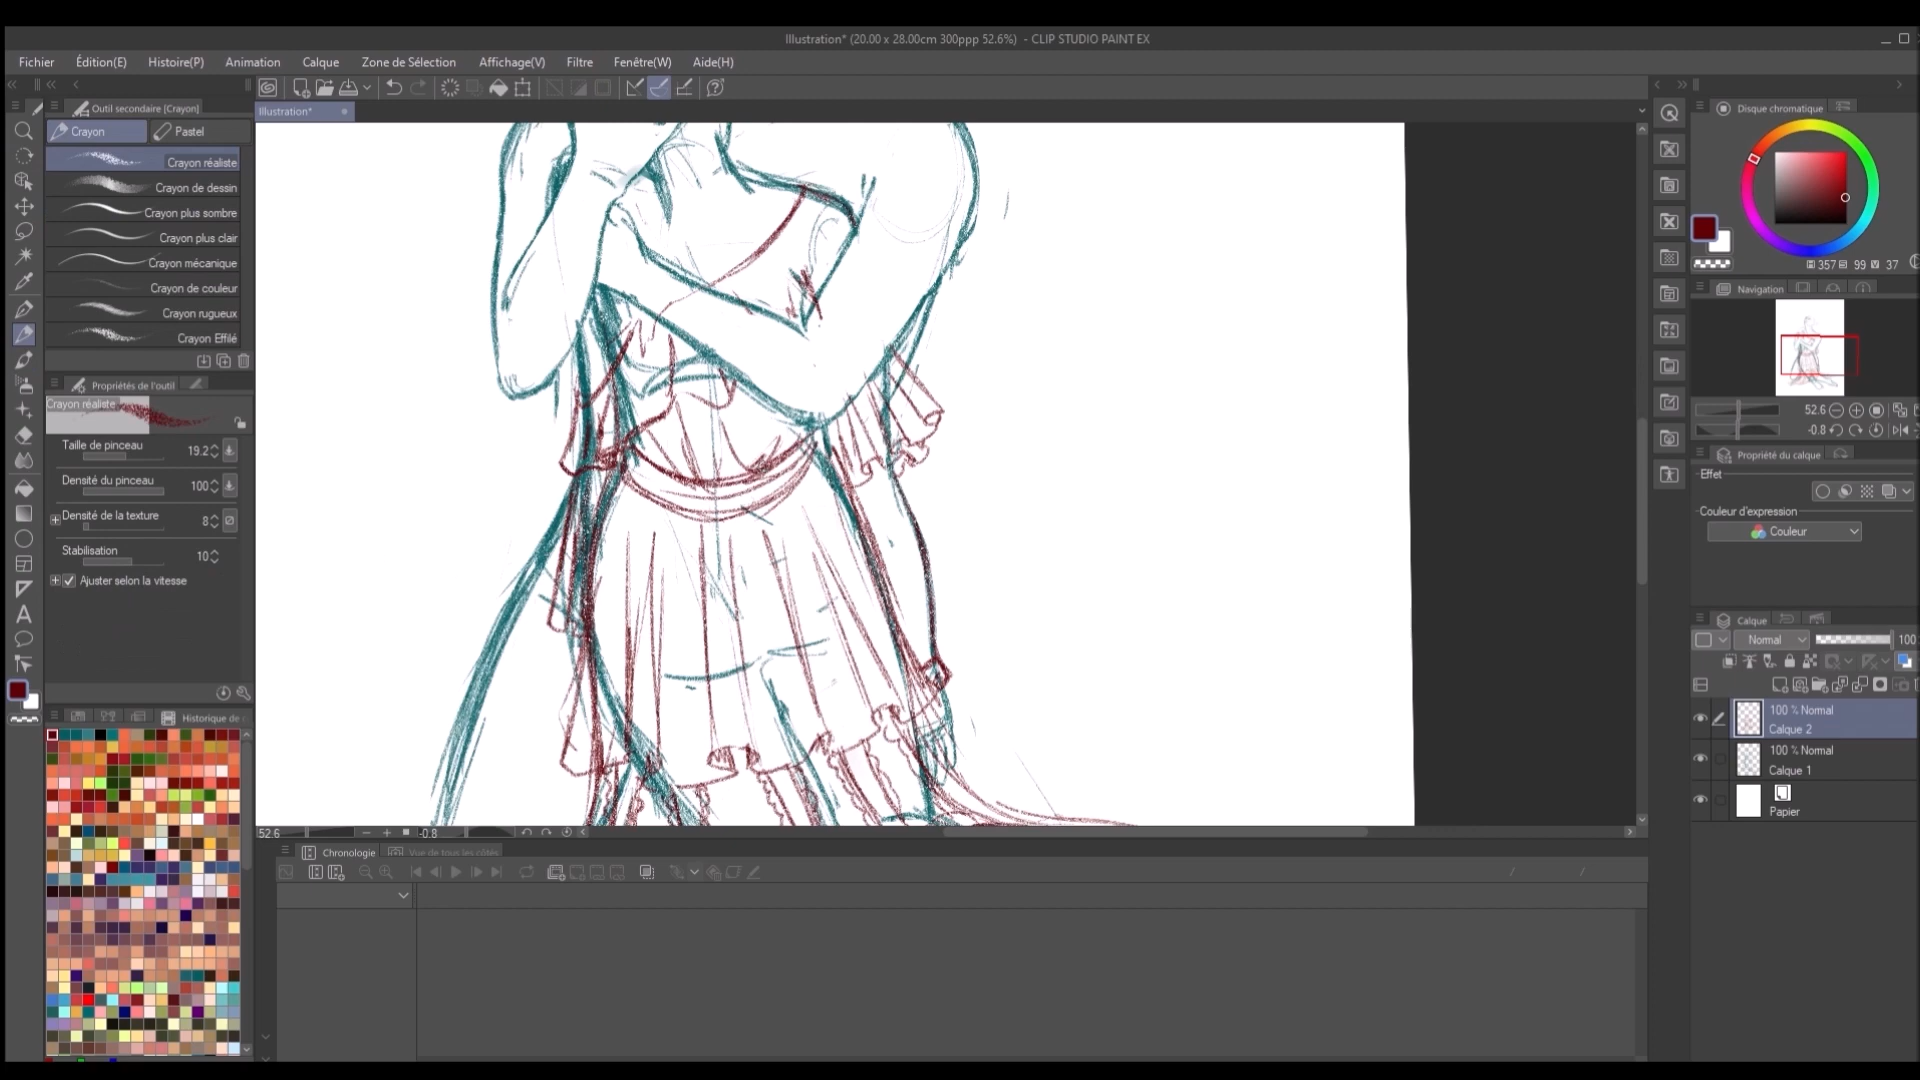 Illustration* (20.00 x 28.00cm 300ppp 52.6%) - CLIP STUDIO PAINT EX
Fichier Édition(E) Histoire(P) Animation Calque Zone de Sélection Affichage(V) Filtre Fenêtre(W) Aide(H)
Outil secondaire [Crayon]
Illustration*
Crayon
Pastel
Crayon réaliste
Crayon de dessin
Crayon plus sombre
Crayon plus clair
Crayon mécanique
Crayon de couleur
Crayon rugueux
Crayon Effilé
Propriétés de l'outil
Crayon réaliste
Taille de pinceau 19.2
Densité du pinceau 100
Densité de la texture 8
Stabilisation 10
Ajuster selon la vitesse
Historique de
52.6
-0.8
Chronologie
Vue de tous les côtés
Disque chromatique
357 99 37
Navigation
52.6
-0.8
Propriété du calque
Effet
Couleur d'expression
Couleur
Calque
Normal 100
100 % Normal
Calque 2
100 % Normal
Calque 1
Papier